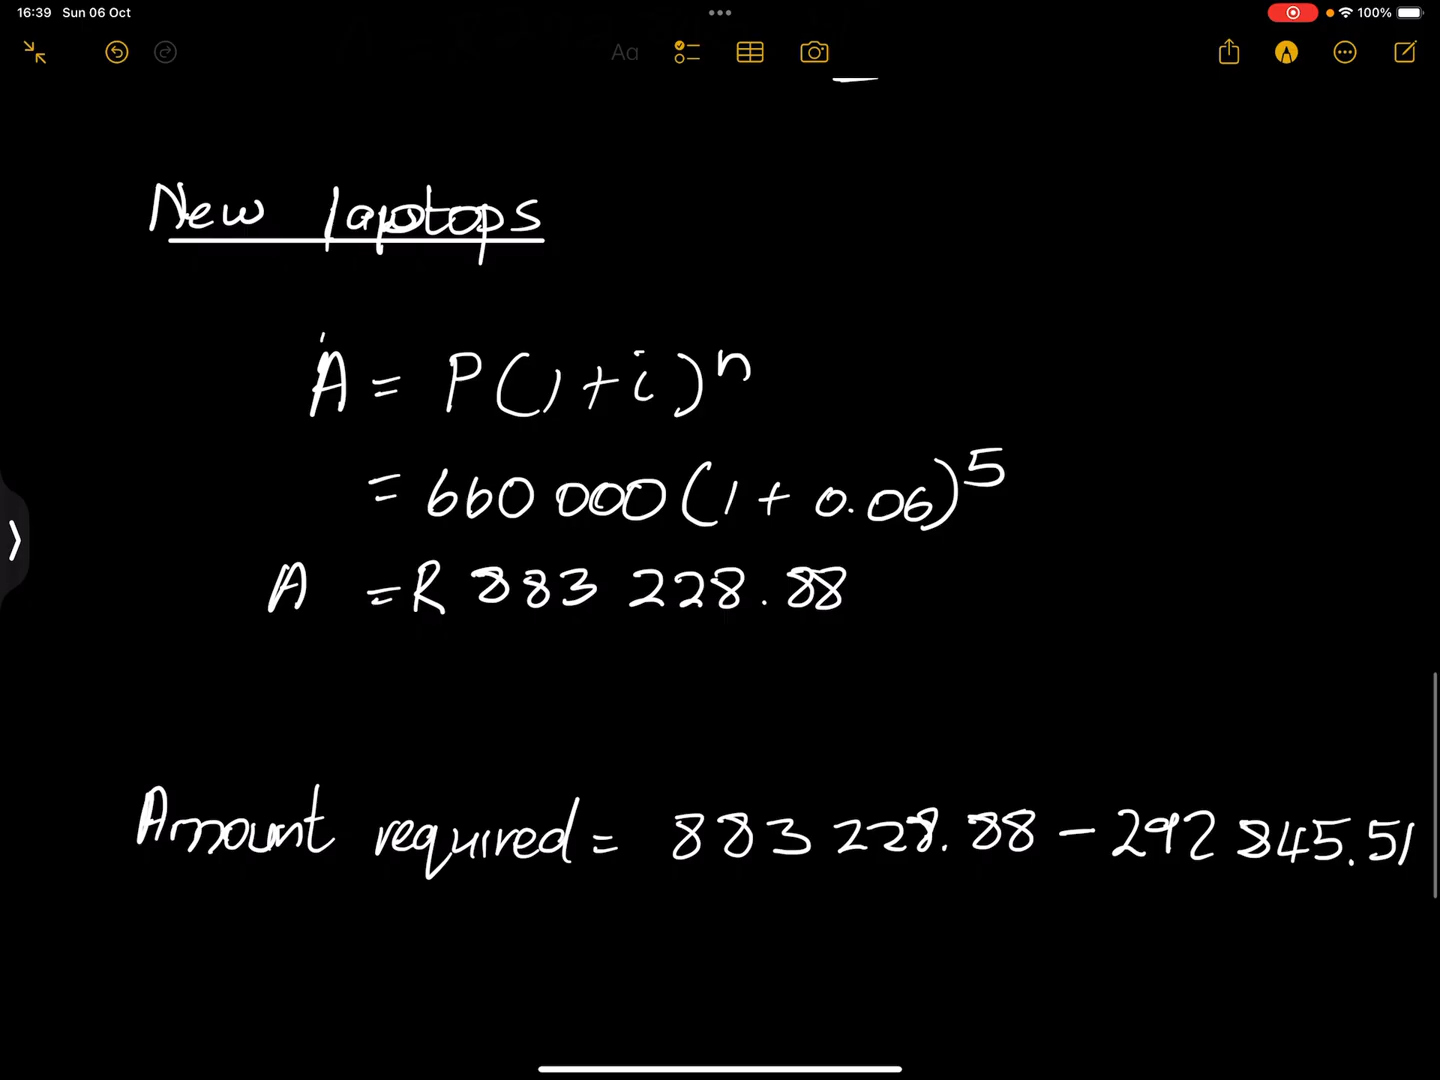 16:39 Sun 06 Oct 100%
Aa
New laptops
A = P(1+i)^n
= 660 000(1 + 0.06)^5
A = R 883 228.88
Amount required = 883 228.88 - 292 845.51